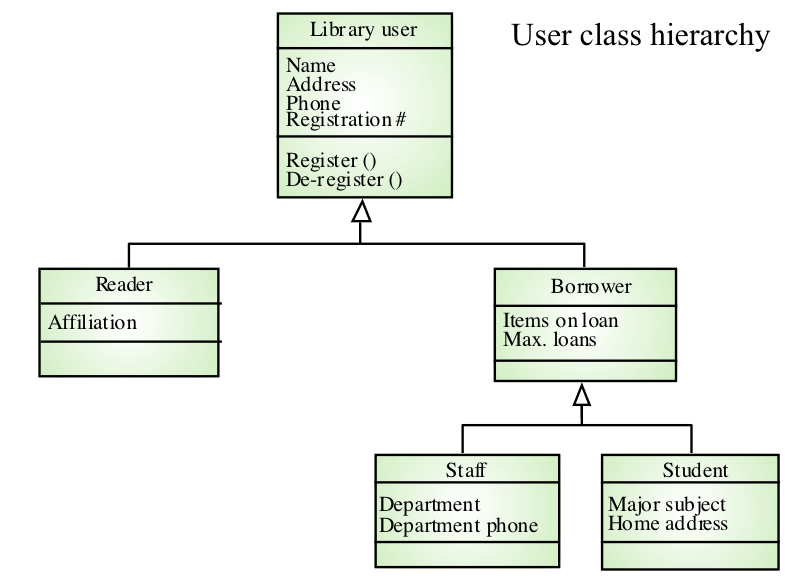 User class hierarchy
Library user
Name
Address
Phone
Registration #
Register ()
De-register ()
Reader
Affiliation
Borrower
Items on loan
Max. loans
Staff
Department
Department phone
Student
Major subject
Home address